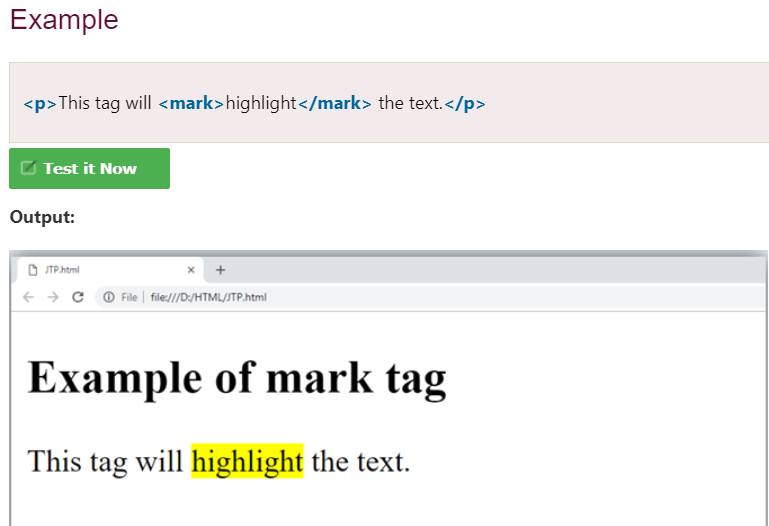 Example
<p>This tag will <mark>highlight</mark> the text.</p>
Test it Now
Output:
JTP.html
File | file:///D:/HTML/JTP.html
Example of mark tag
This tag will highlight the text.